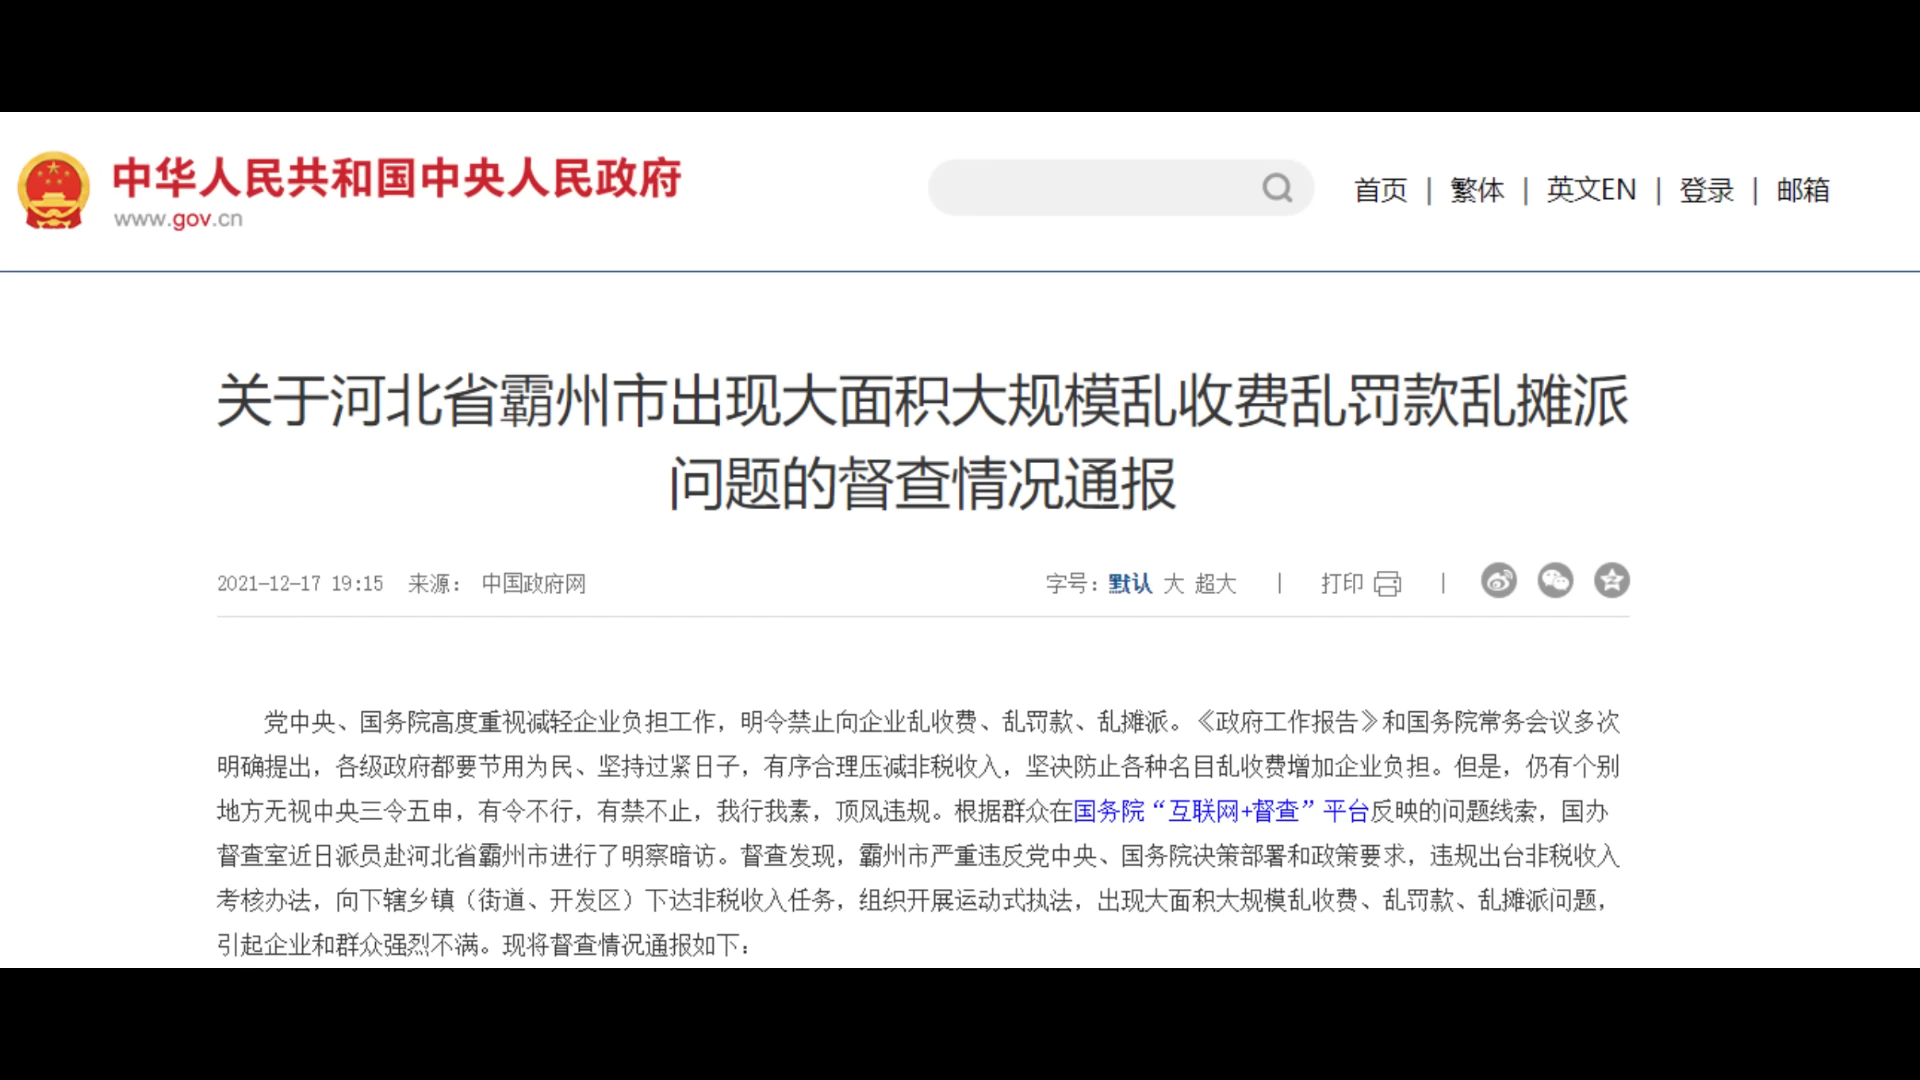 中华人民共和国中央人民政府
www.gov.cn
首页 | 繁体 | 英文EN | 登录 | 邮箱
关于河北省霸州市出现大面积大规模乱收费乱罚款乱摊派
问题的督查情况通报
2021-12-17 19:15 来源： 中国政府网
字号：默认 大 超大 | 打印 |
党中央、国务院高度重视减轻企业负担工作，明令禁止向企业乱收费、乱罚款、乱摊派。《政府工作报告》和国务院常务会议多次
明确提出，各级政府都要节用为民、坚持过紧日子，有序合理压减非税收入，坚决防止各种名目乱收费增加企业负担。但是，仍有个别
地方无视中央三令五申，有令不行，有禁不止，我行我素，顶风违规。根据群众在国务院“互联网+督查”平台反映的问题线索，国办
督查室近日派员赴河北省霸州市进行了明察暗访。督查发现，霸州市严重违反党中央、国务院决策部署和政策要求，违规出台非税收入
考核办法，向下辖乡镇（街道、开发区）下达非税收入任务，组织开展运动式执法，出现大面积大规模乱收费、乱罚款、乱摊派问题，
引起企业和群众强烈不满。现将督查情况通报如下：